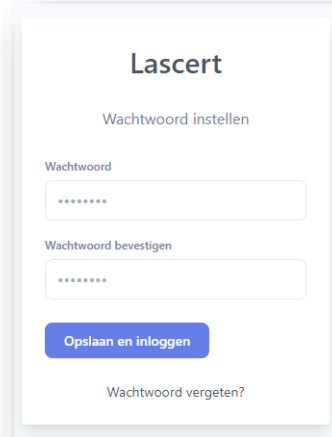 Lascert
Wachtwoord instellen
Wachtwoord
••••••••
Wachtwoord bevestigen
••••••••
Opslaan en inloggen
Wachtwoord vergeten?